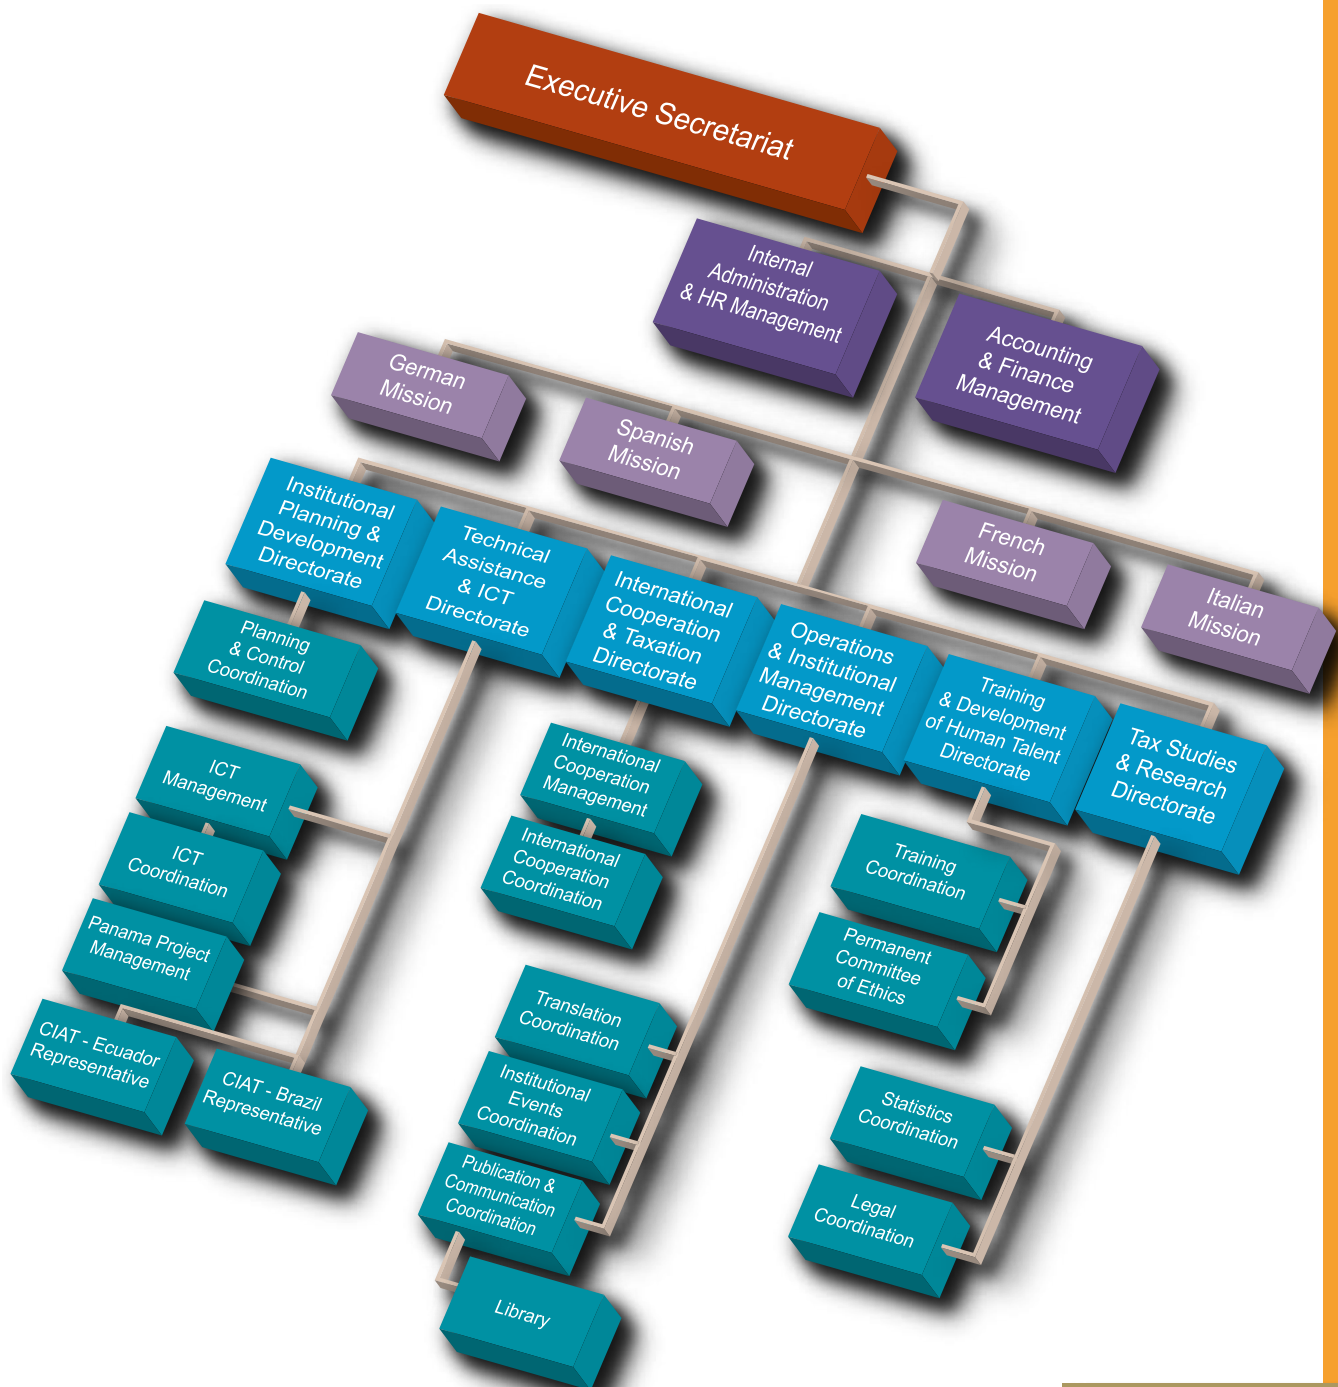 Executive Secretariat
Internal
Administration
& HR Management
Accounting
& Finance
Management
German
Mission
Spanish
Mission
French
Mission
Italian
Mission
Institutional
Planning &
Development
Directorate
Technical
Assistance
& ICT
Directorate
International
Cooperation
& Taxation
Directorate
Operations
& Institutional
Management
Directorate
Training
& Development
of Human Talent
Directorate
Tax Studies
& Research
Directorate
Planning
& Control
Coordination
ICT
Management
ICT
Coordination
Panama Project
Management
CIAT - Ecuador
Representative
CIAT - Brazil
Representative
International
Cooperation
Management
International
Cooperation
Coordination
Translation
Coordination
Institutional
Events
Coordination
Publication &
Communication
Coordination
Library
Training
Coordination
Permanent
Committee
of Ethics
Statistics
Coordination
Legal
Coordination